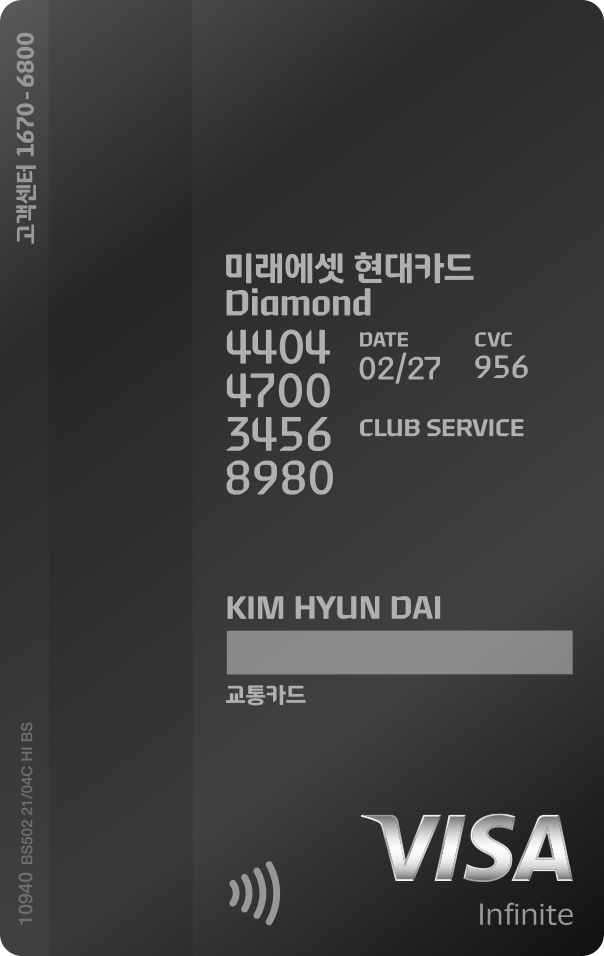 고객센터 1670-6800
미래에셋 현대카드
Diamond
4404
4700
3456
8980
DATE
02/27
CVC
956
CLUB SERVICE
KIM HYUN DAI
교통카드
10940 BS502 21/04C HI BS
VISA
Infinite